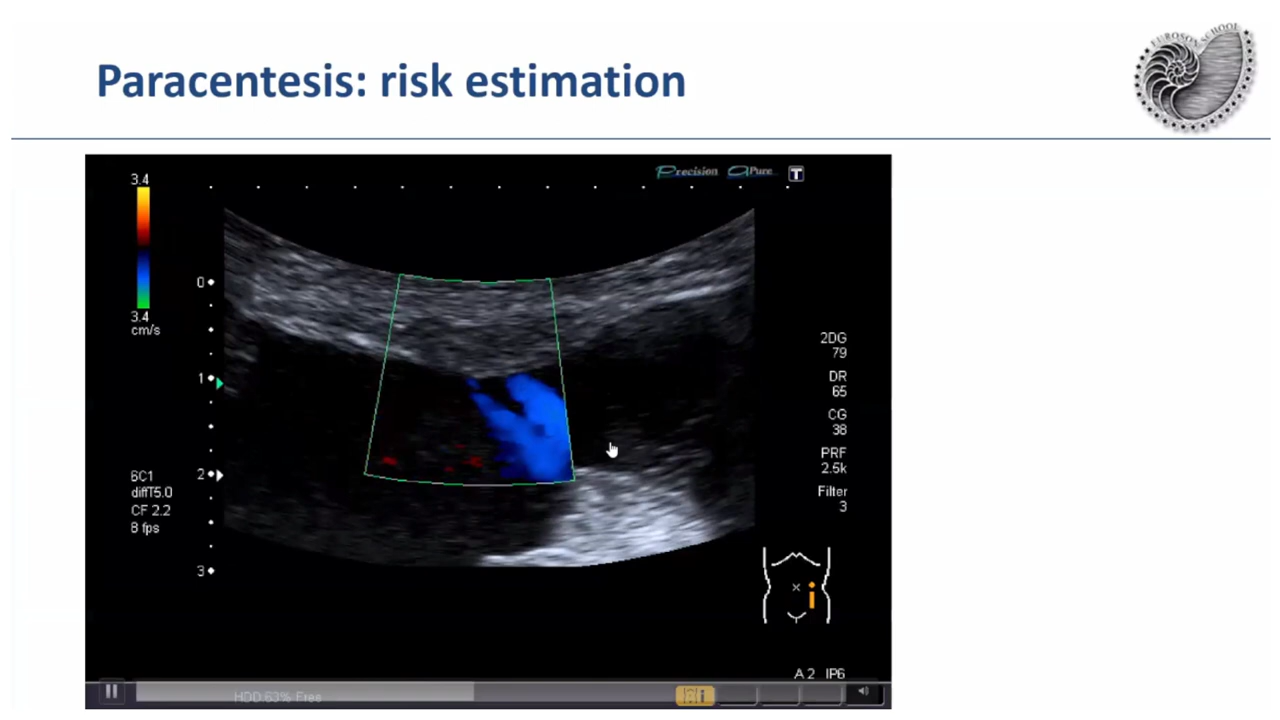 Paracentesis: risk estimation
EUROSON SCHOOL
Precision APure T
3.4
3.4
cm/s
0
1
2
3
6C1
diffT5.0
CF 2.2
8 fps
2DG
79
DR
65
CG
38
PRF
2.5k
Filter
3
A 2 IP6
HDD:63% Free